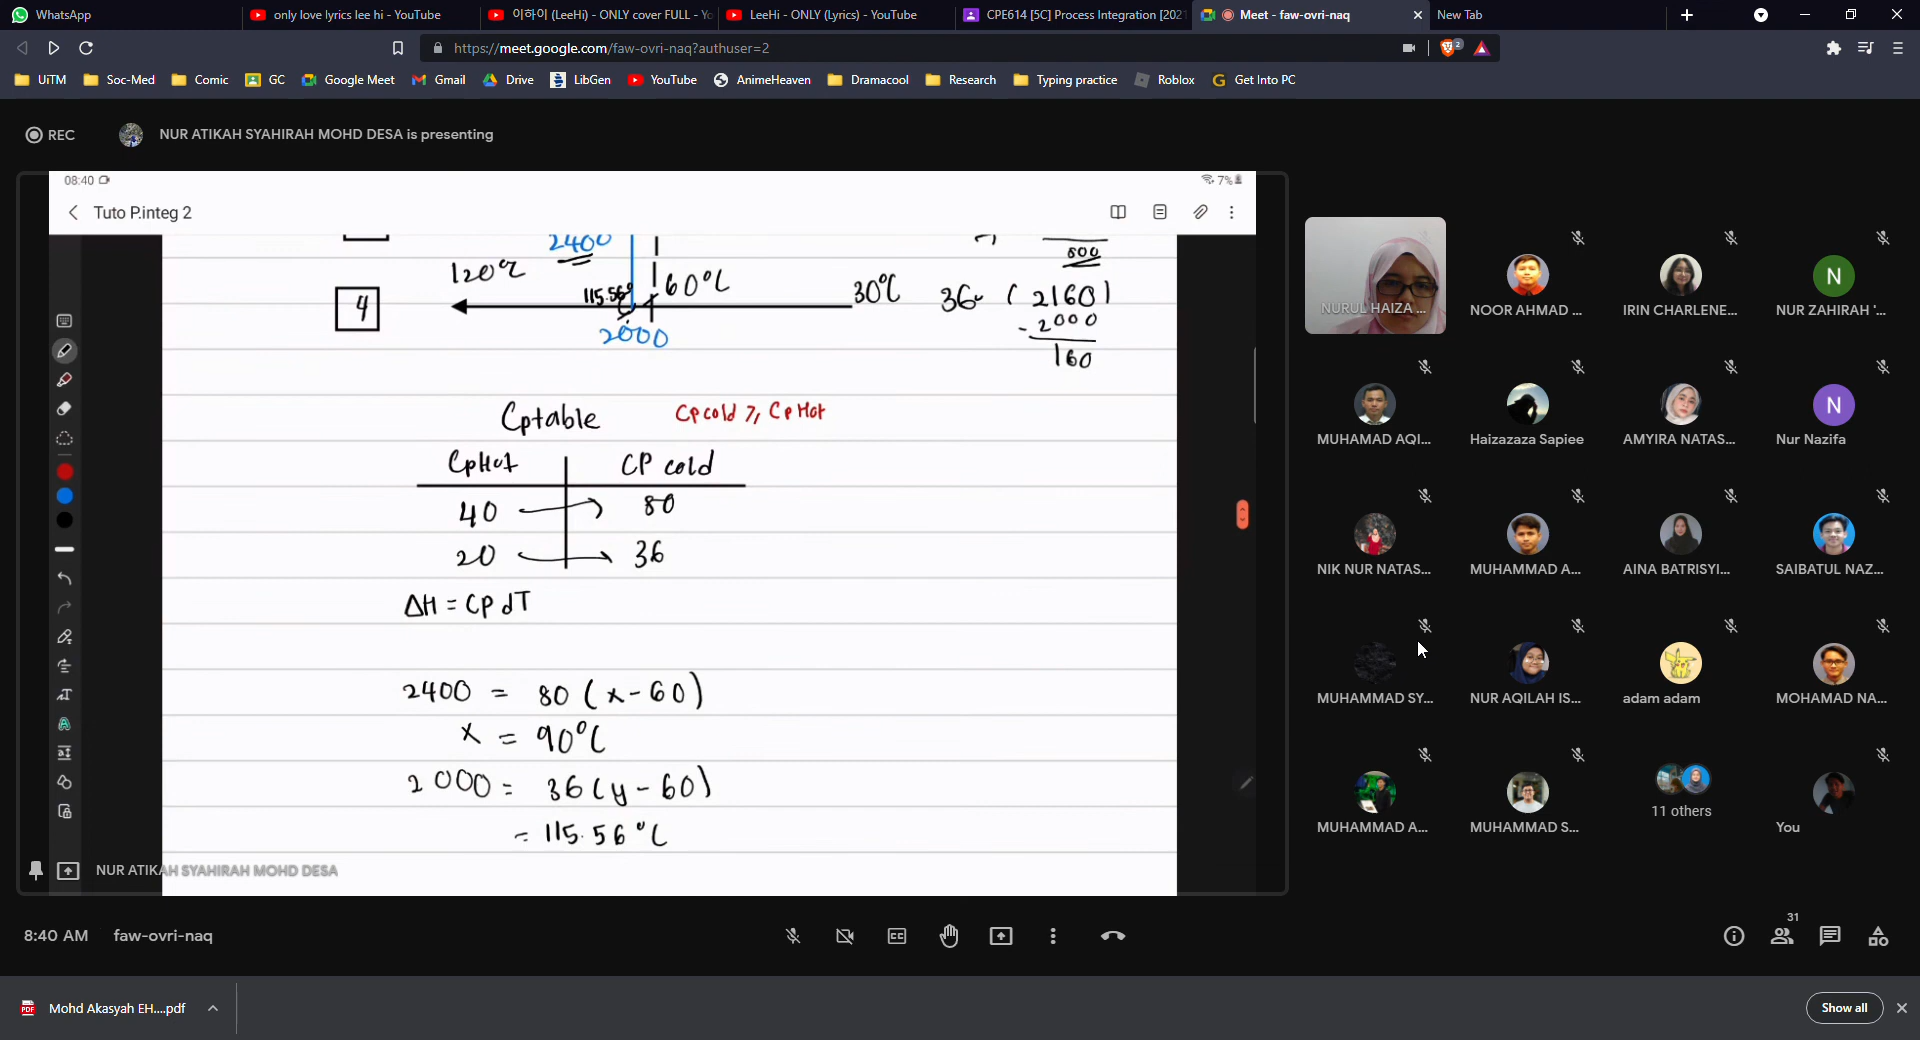 WhatsApp
only love lyrics lee hi - YouTube
이하이 (LeeHi) - ONLY cover FULL - Yo
LeeHi - ONLY (Lyrics) - YouTube
CPE614 [5C] Process Integration [2021
Meet - faw-ovri-naq
New Tab
https://meet.google.com/faw-ovri-naq?authuser=2
2
UiTM
Soc-Med
Comic
GC
Google Meet
Gmail
Drive
LibGen
YouTube
AnimeHeaven
Dramacool
Research
Typing practice
Roblox
Get Into PC
REC
NUR ATIKAH SYAHIRAH MOHD DESA is presenting
08:40
7%
Tuto P.integ 2
2400
800
120°C
115.56°
60°C
30°C
36 (2160)
4
2000
- 2000
160
Cptable
Cp cold ≥ Cp Hot
CpHot
CP cold
40
80
20
36
ΔH = CP dT
2400 = 80 (x - 60)
x = 90°C
2000 = 36 (y - 60)
= 115.56°C
NUR ATIKAH SYAHIRAH MOHD DESA
NURUL HAIZA ...
NOOR AHMAD ...
IRIN CHARLENE...
N
NUR ZAHIRAH '...
MUHAMAD AQI...
Haizazaza Sapiee
AMYIRA NATAS...
N
Nur Nazifa
NIK NUR NATAS...
MUHAMMAD A...
AINA BATRISYI...
SAIBATUL NAZ...
MUHAMMAD SY...
NUR AQILAH IS...
adam adam
MOHAMAD NA...
MUHAMMAD A...
MUHAMMAD S...
11 others
You
8:40 AM
faw-ovri-naq
31
Mohd Akasyah EH....pdf
Show all